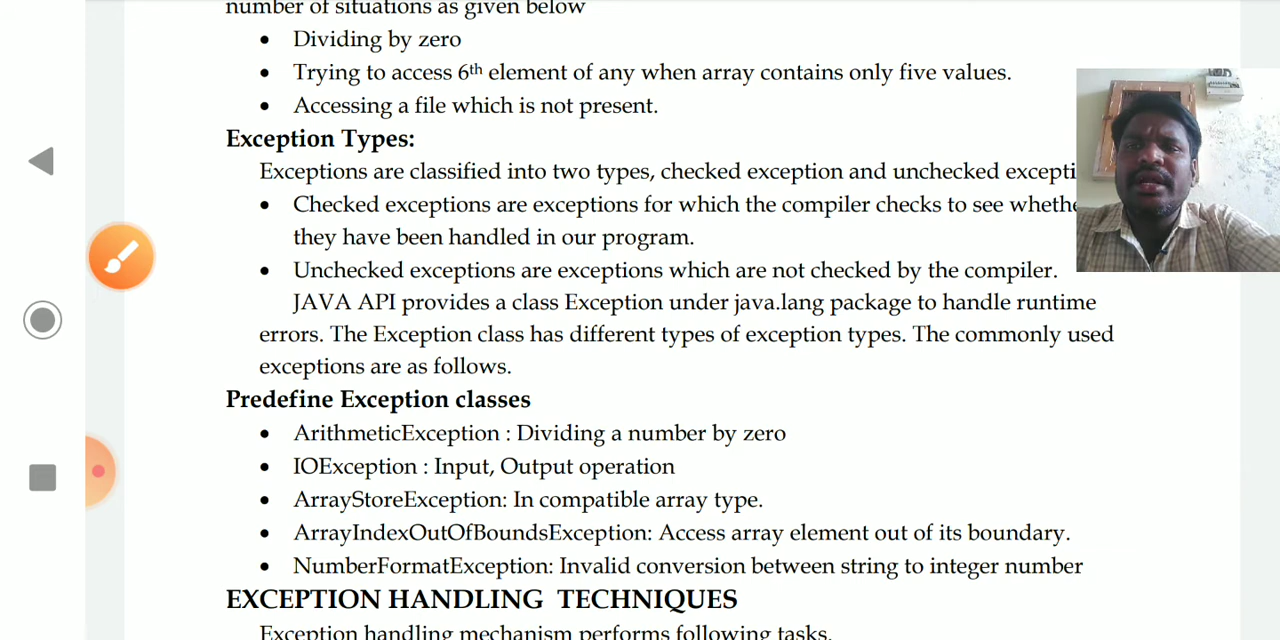 number of situations as given below
• Dividing by zero
• Trying to access 6th element of any when array contains only five values.
• Accessing a file which is not present.
Exception Types:
Exceptions are classified into two types, checked exception and unchecked excepti
• Checked exceptions are exceptions for which the compiler checks to see whethe
they have been handled in our program.
• Unchecked exceptions are exceptions which are not checked by the compiler.
JAVA API provides a class Exception under java.lang package to handle runtime
errors. The Exception class has different types of exception types. The commonly used
exceptions are as follows.
Predefine Exception classes
• ArithmeticException : Dividing a number by zero
• IOException : Input, Output operation
• ArrayStoreException: In compatible array type.
• ArrayIndexOutOfBoundsException: Access array element out of its boundary.
• NumberFormatException: Invalid conversion between string to integer number
EXCEPTION HANDLING TECHNIQUES
Exception handling mechanism performs following tasks.